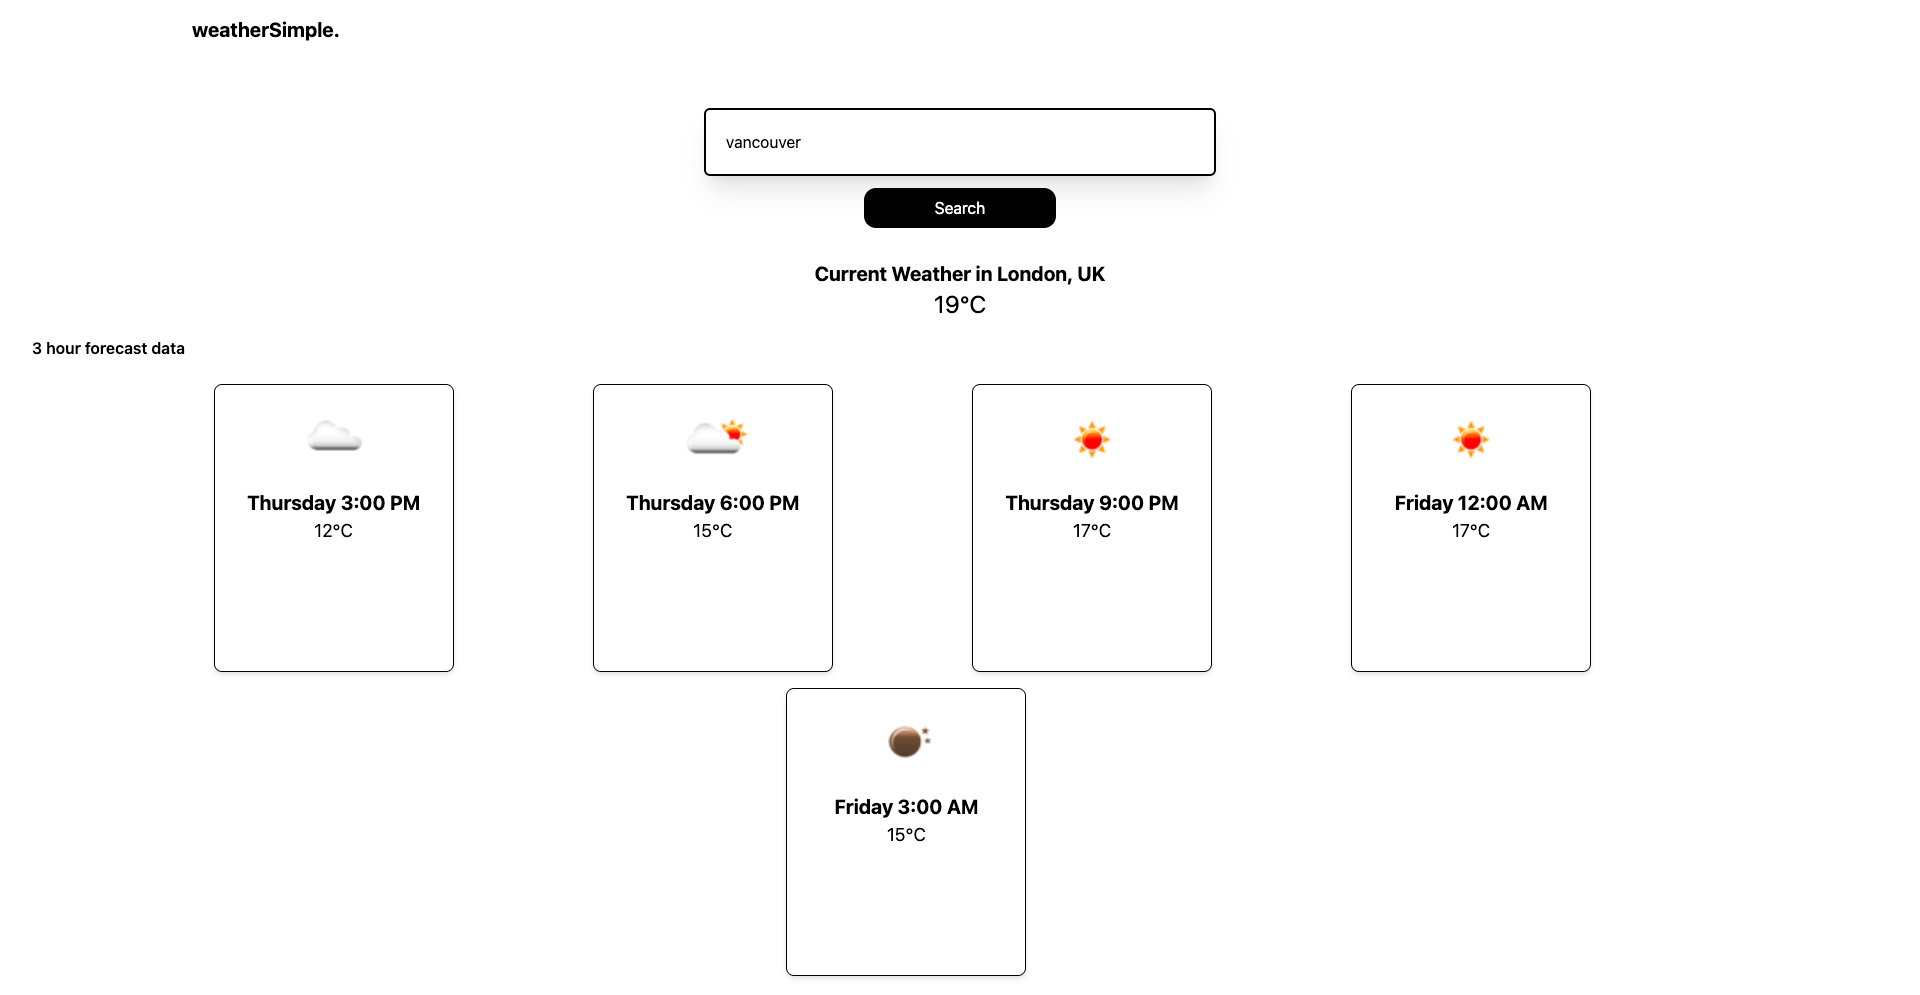 weatherSimple.
vancouver
Search
Current Weather in London, UK
19°C
3 hour forecast data
Thursday 3:00 PM
12°C
Thursday 6:00 PM
15°C
Thursday 9:00 PM
17°C
Friday 12:00 AM
17°C
Friday 3:00 AM
15°C